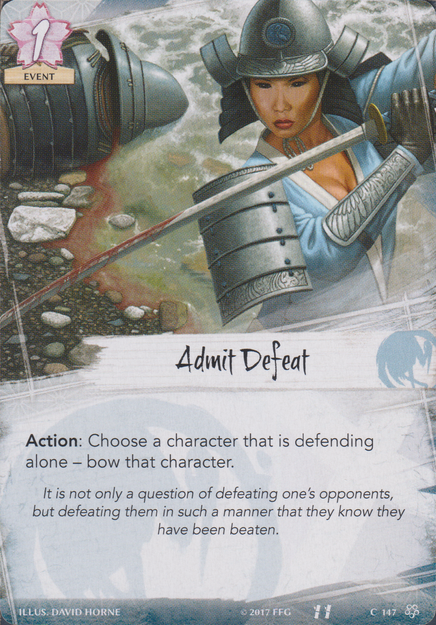 1
EVENT
Admit Defeat
Action: Choose a character that is defending
alone – bow that character.
It is not only a question of defeating one's opponents,
but defeating them in such a manner that they know they
have been beaten.
ILLUS. DAVID HORNE © 2017 FFG C 147